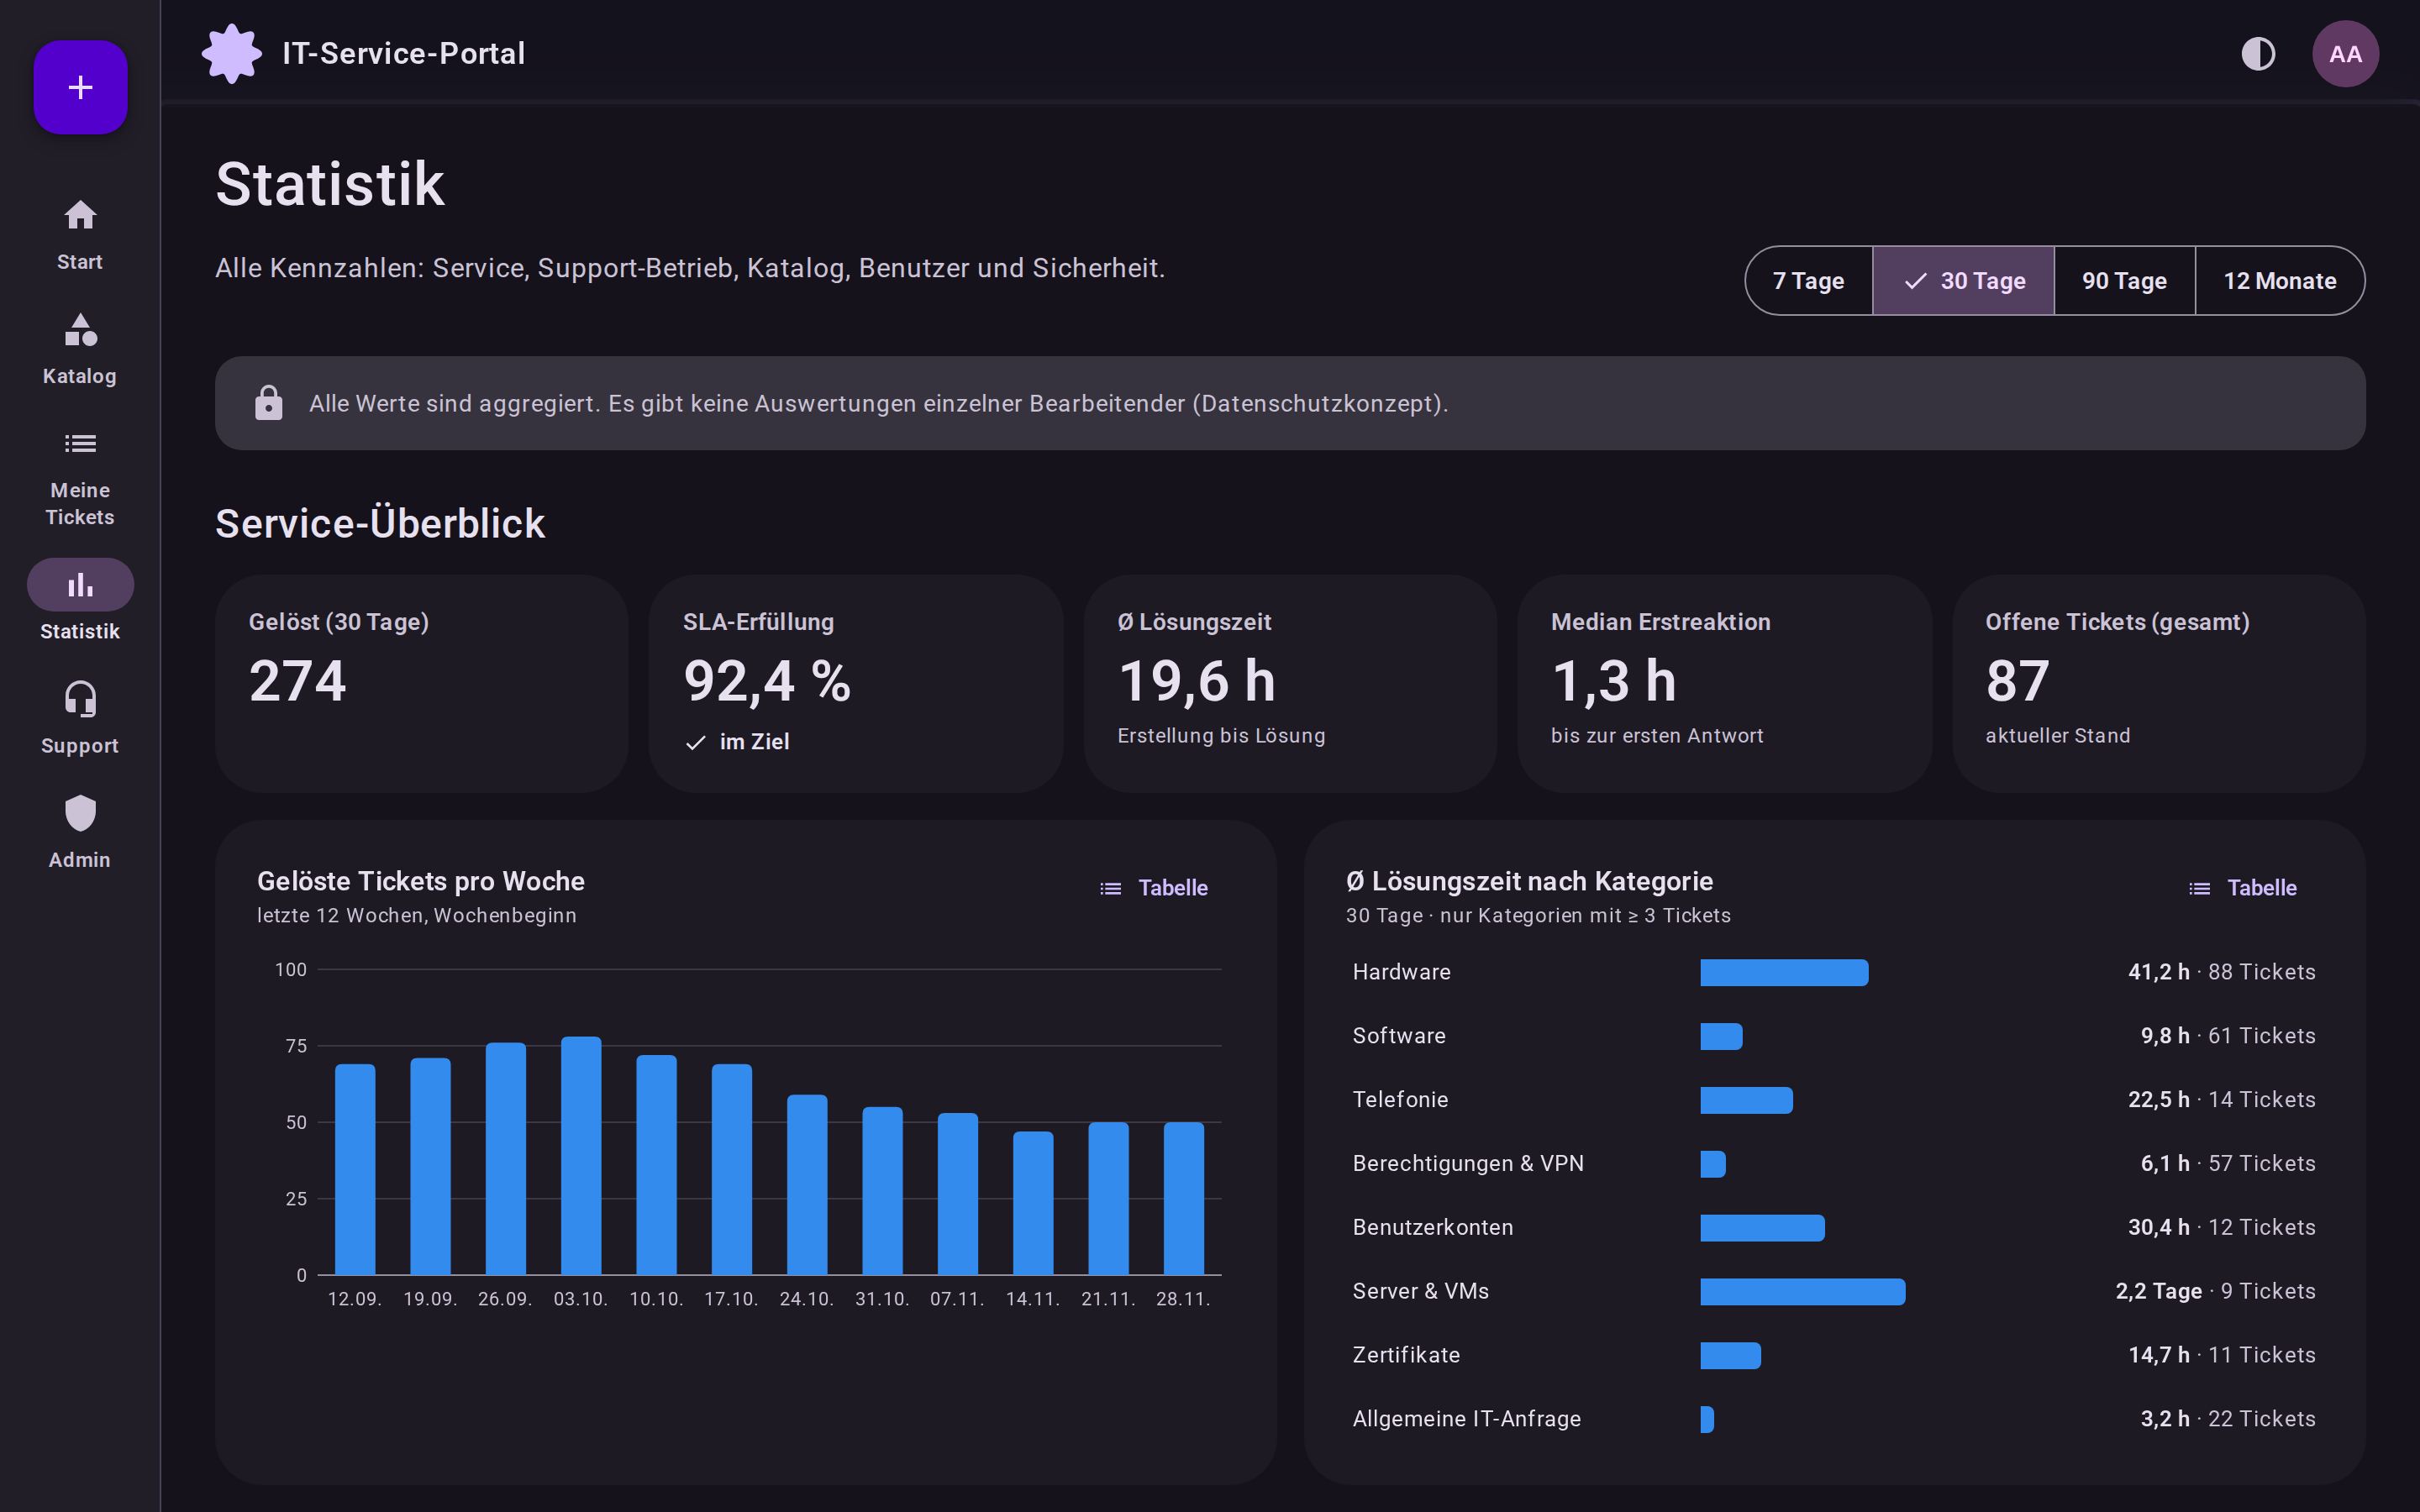 IT-Service-Portal
AA
Start
Katalog
Meine
Tickets
Statistik
Support
Admin
Statistik
Alle Kennzahlen: Service, Support-Betrieb, Katalog, Benutzer und Sicherheit.
7 Tage
30 Tage
90 Tage
12 Monate
Alle Werte sind aggregiert. Es gibt keine Auswertungen einzelner Bearbeitender (Datenschutzkonzept).
Service-Überblick
Gelöst (30 Tage)
274
SLA-Erfüllung
92,4 %
im Ziel
Ø Lösungszeit
19,6 h
Erstellung bis Lösung
Median Erstreaktion
1,3 h
bis zur ersten Antwort
Offene Tickets (gesamt)
87
aktueller Stand
Gelöste Tickets pro Woche
letzte 12 Wochen, Wochenbeginn
Tabelle
100
75
50
25
0
12.09. 19.09. 26.09. 03.10. 10.10. 17.10. 24.10. 31.10. 07.11. 14.11. 21.11. 28.11.
Ø Lösungszeit nach Kategorie
30 Tage · nur Kategorien mit ≥ 3 Tickets
Tabelle
Hardware 41,2 h · 88 Tickets
Software 9,8 h · 61 Tickets
Telefonie 22,5 h · 14 Tickets
Berechtigungen & VPN 6,1 h · 57 Tickets
Benutzerkonten 30,4 h · 12 Tickets
Server & VMs 2,2 Tage · 9 Tickets
Zertifikate 14,7 h · 11 Tickets
Allgemeine IT-Anfrage 3,2 h · 22 Tickets